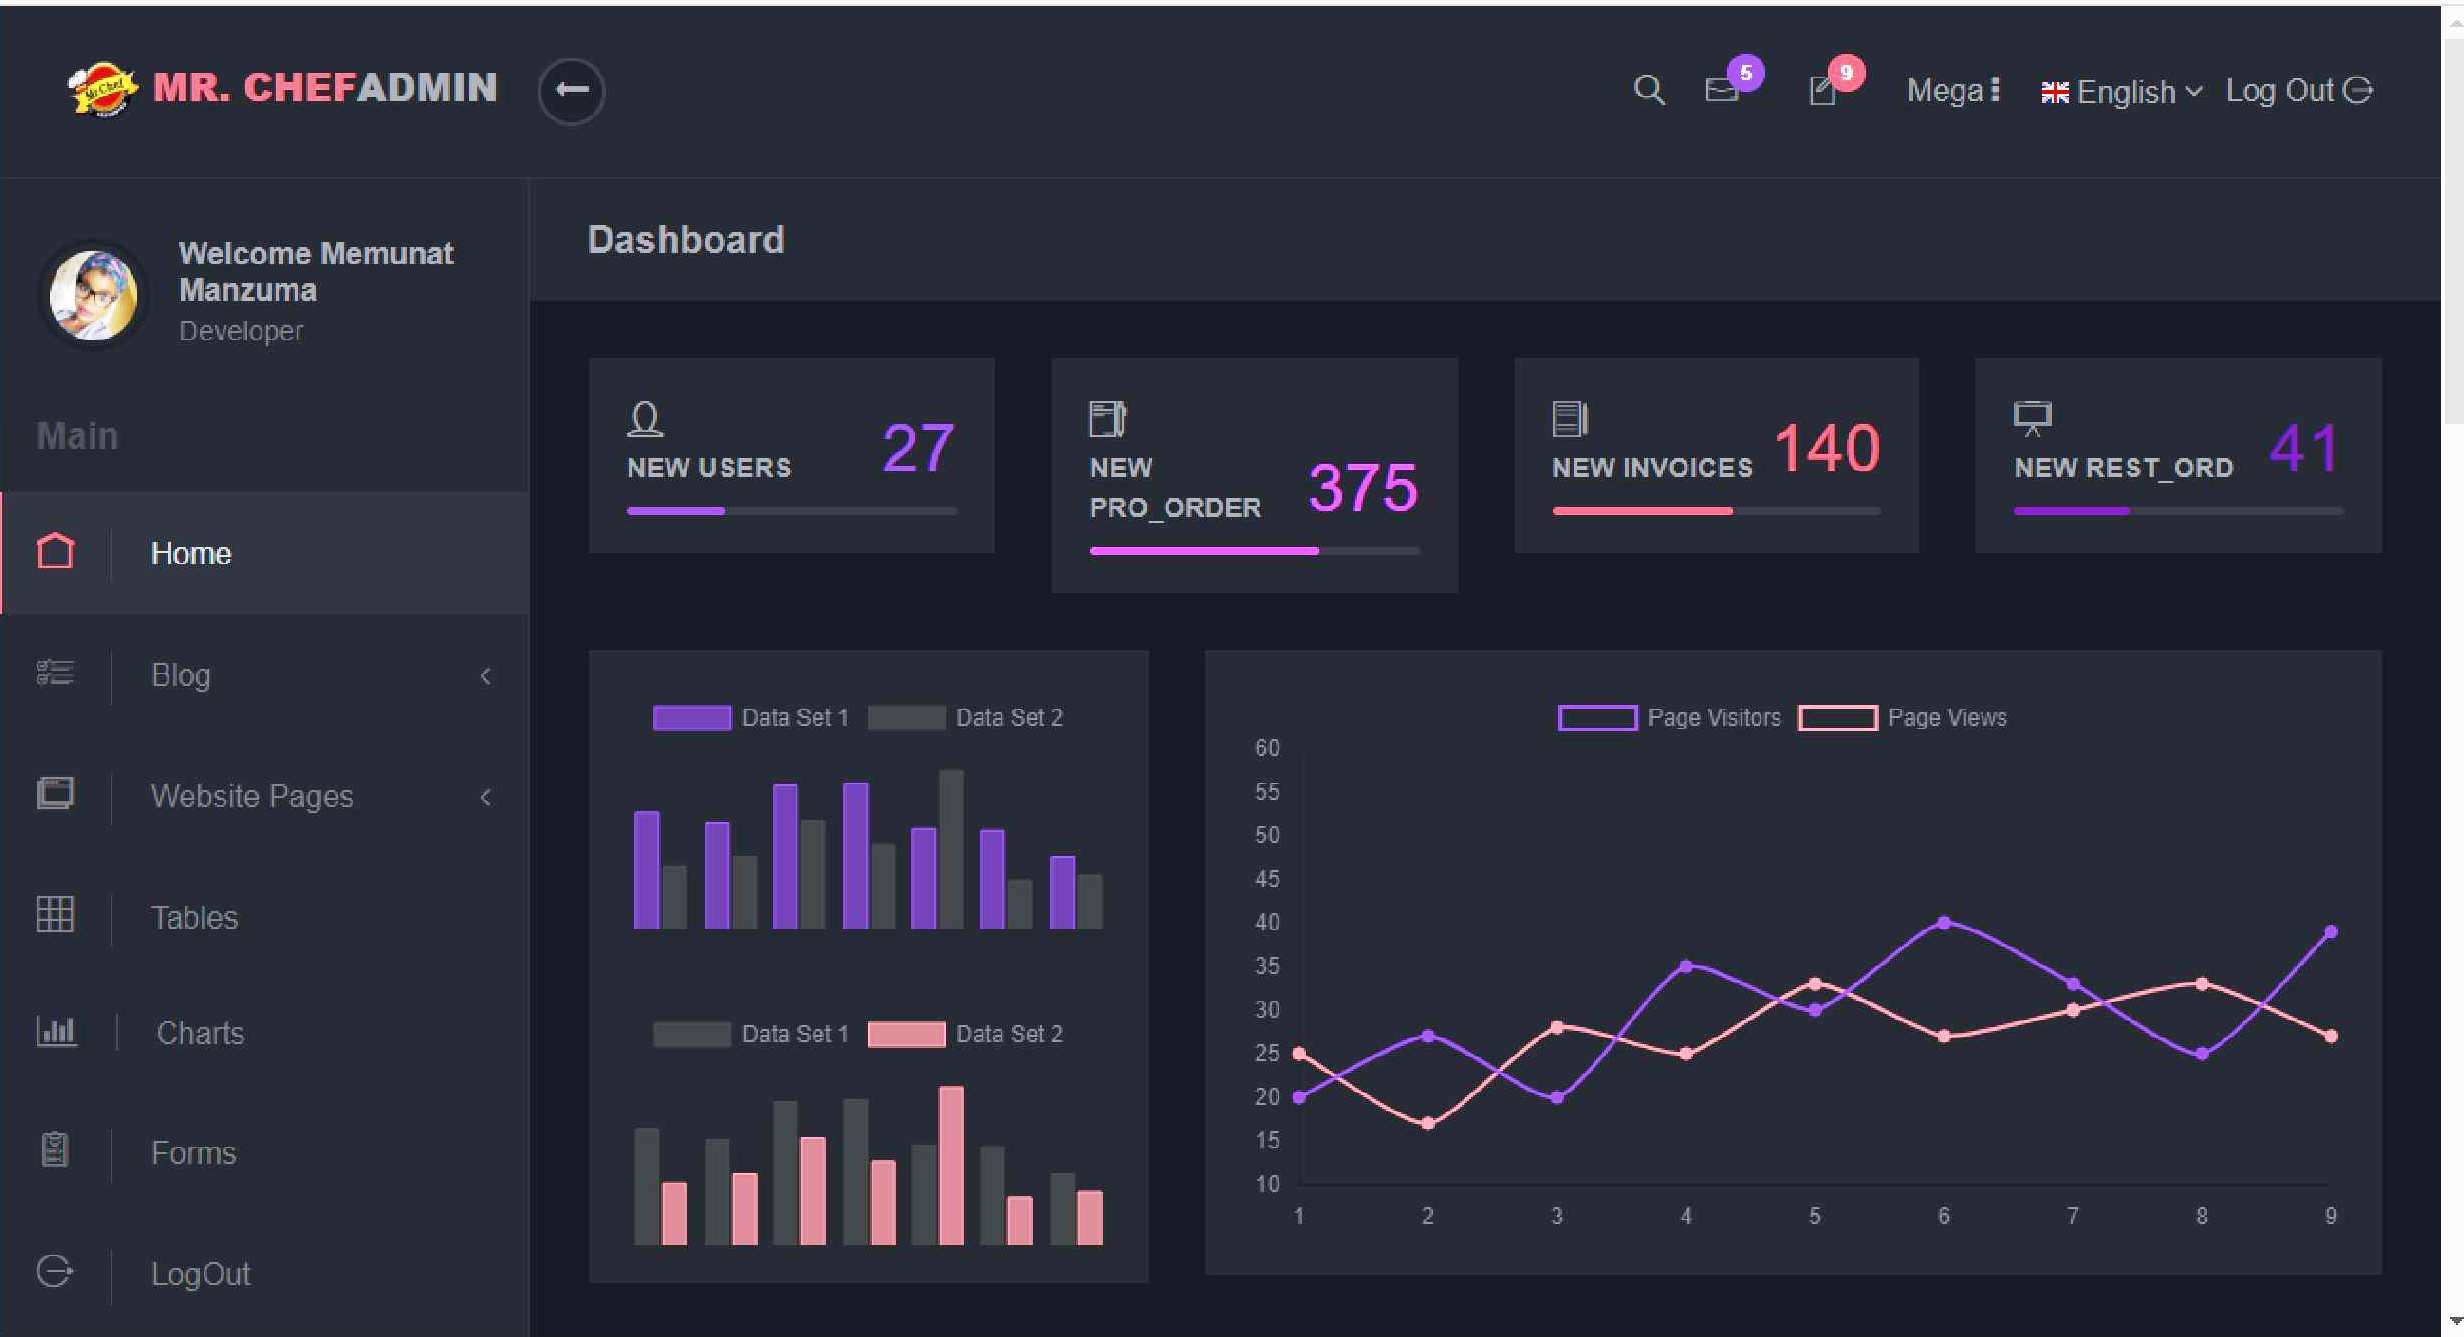 Mr. Chef
MR. CHEFADMIN
5
9
Mega
English
Log Out
Welcome Memunat
Manzuma
Developer
Main
Home
Blog
Website Pages
Tables
Charts
Forms
LogOut
Dashboard
NEW USERS
27
NEW
PRO_ORDER
375
NEW INVOICES
140
NEW REST_ORD
41
Data Set 1
Data Set 2
Data Set 1
Data Set 2
Page Visitors
Page Views
60
55
50
45
40
35
30
25
20
15
10
1 2 3 4 5 6 7 8 9